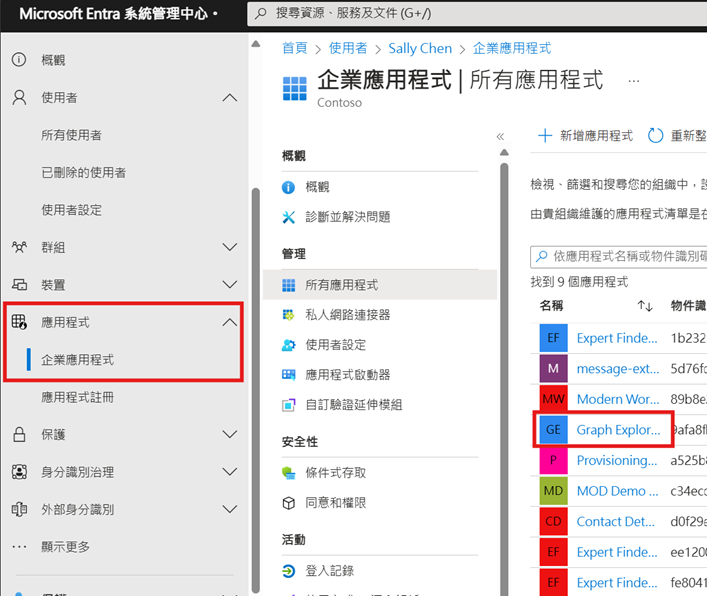 Microsoft Entra 系統管理中心
搜尋資源、服務及文件 (G+/)
概觀
使用者
所有使用者
已刪除的使用者
使用者設定
群組
裝置
應用程式
企業應用程式
應用程式註冊
保護
身分識別治理
外部身分識別
顯示更多
首頁 > 使用者 > Sally Chen > 企業應用程式
企業應用程式 | 所有應用程式 ...
Contoso
概觀
概觀
診斷並解決問題
管理
所有應用程式
私人網路連接器
使用者設定
應用程式啟動器
自訂驗證延伸模組
安全性
條件式存取
同意和權限
活動
登入記錄
新增應用程式 重新整
檢視、篩選和搜尋您的組織中，
由貴組織維護的應用程式清單是在
依應用程式名稱或物件識別
找到 9 個應用程式
名稱 物件識
EF Expert Finde... 1b232
M message-ext... 5d76f
MW Modern Wor... 89b8e
GE Graph Explor... 9afa8f
P Provisioning... a525b
MD MOD Demo ... c34ec
CD Contact Det... d0f29
EF Expert Finde... ee120
EF Expert Finde... fe8041